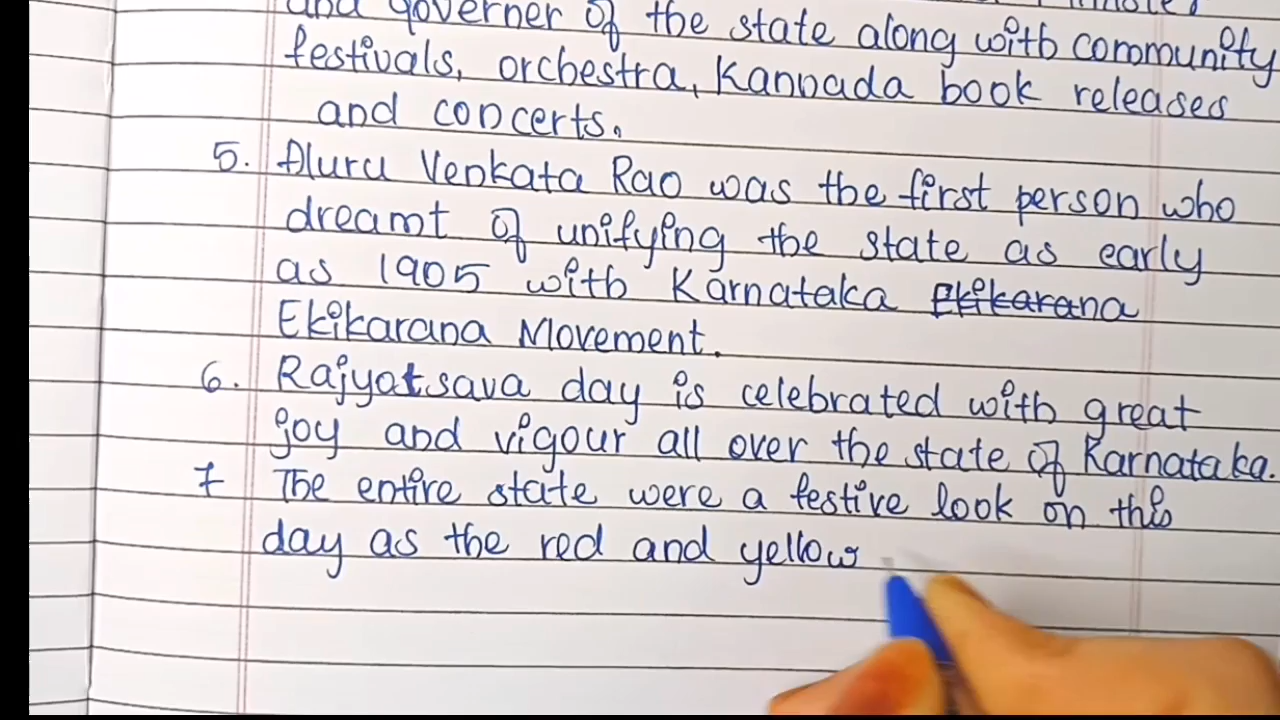 and Governer of the state along with community
festivals, orchestra, Kannada book releases
and concerts.
5. Aluru Venkata Rao was the first person who
dreamt of unifying the state as early
as 1905 with Karnataka Ekikarana
Ekikarana Movement.
6. Rajyotsava day is celebrated with great
joy and vigour all over the state of Karnataka.
7 The entire state were a festive look on this
day as the red and yellow